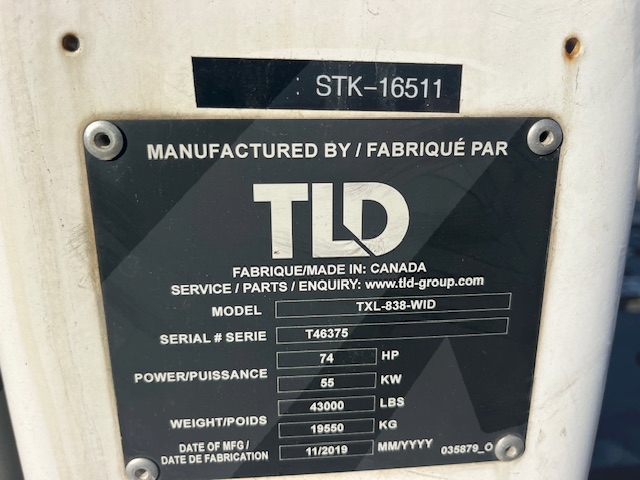 STK-16511
MANUFACTURED BY / FABRIQUÉ PAR
TLD
FABRIQUE/MADE IN: CANADA
SERVICE / PARTS / ENQUIRY: www.tld-group.com
MODEL TXL-838-WID
SERIAL # SERIE T46375
POWER/PUISSANCE 74 HP
55 KW
WEIGHT/POIDS 43000 LBS
19550 KG
DATE OF MFG / DATE DE FABRICATION 11/2019 MM/YYYY
035879_O